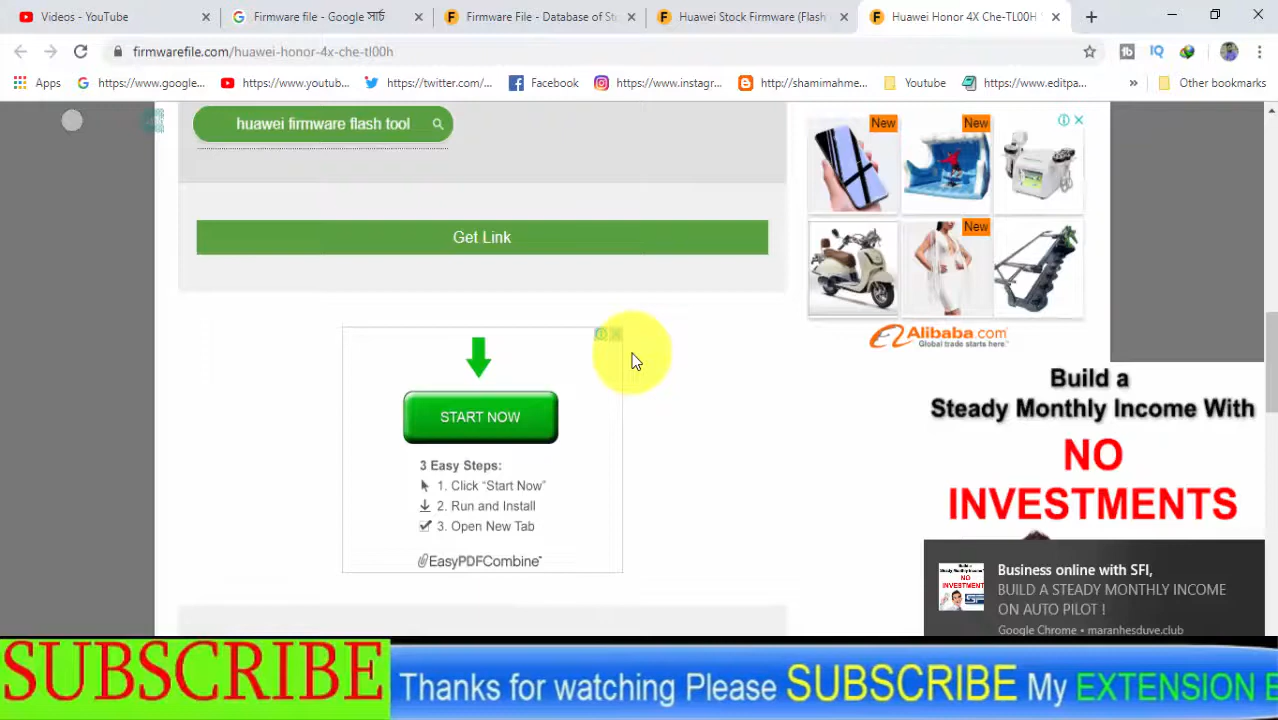 Videos - YouTube
Firmware file - Google
Firmware File - Database of St
Huawei Stock Firmware (Flash
Huawei Honor 4X Che-TL00H
firmwarefile.com/huawei-honor-4x-che-tl00h
Apps
https://www.google...
https://www.youtub...
https://twitter.com/...
Facebook
https://www.instagr...
http://shamimahme...
Youtube
https://www.editpa...
»
Other bookmarks
huawei firmware flash tool
New
New
New
Get Link
Alibaba.com
Global trade starts here.™
START NOW
3 Easy Steps:
1. Click “Start Now”
2. Run and Install
3. Open New Tab
EasyPDFCombine™
Build a
Steady Monthly Income With
NO
INVESTMENTS
Business online with SFI,
BUILD A STEADY MONTHLY INCOME
ON AUTO PILOT !
Google Chrome • maranhesduve.club
SUBSCRIBE
Thanks for watching Please SUBSCRIBE My EXTENSION